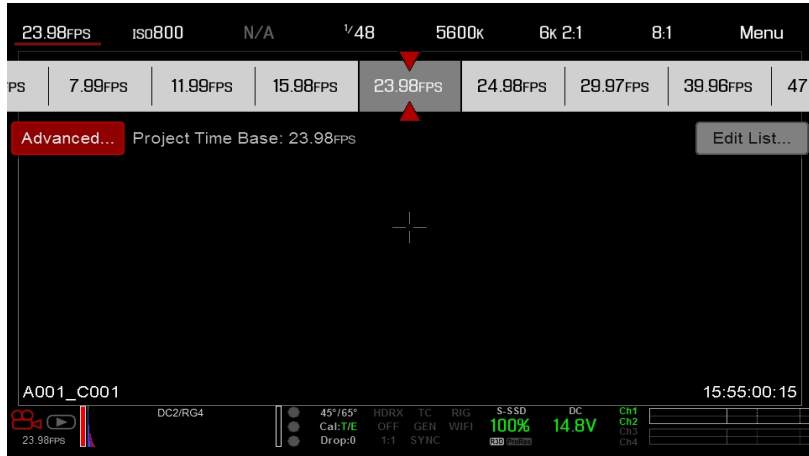 23.98FPS ISO800 N/A 1/48 5600K 6K 2:1 8:1 Menu
PS 7.99FPS 11.99FPS 15.98FPS 23.98FPS 24.98FPS 29.97FPS 39.96FPS 47
Advanced... Project Time Base: 23.98FPS Edit List...
A001_C001 15:55:00:15
DC2/RG4 45°/65° HDRX TC RIG S-SSD DC Ch1
Cal:T/E OFF GEN WIFI 100% 14.8V Ch2
23.98FPS Drop:0 1:1 SYNC R3D ProRes Ch3
Ch4